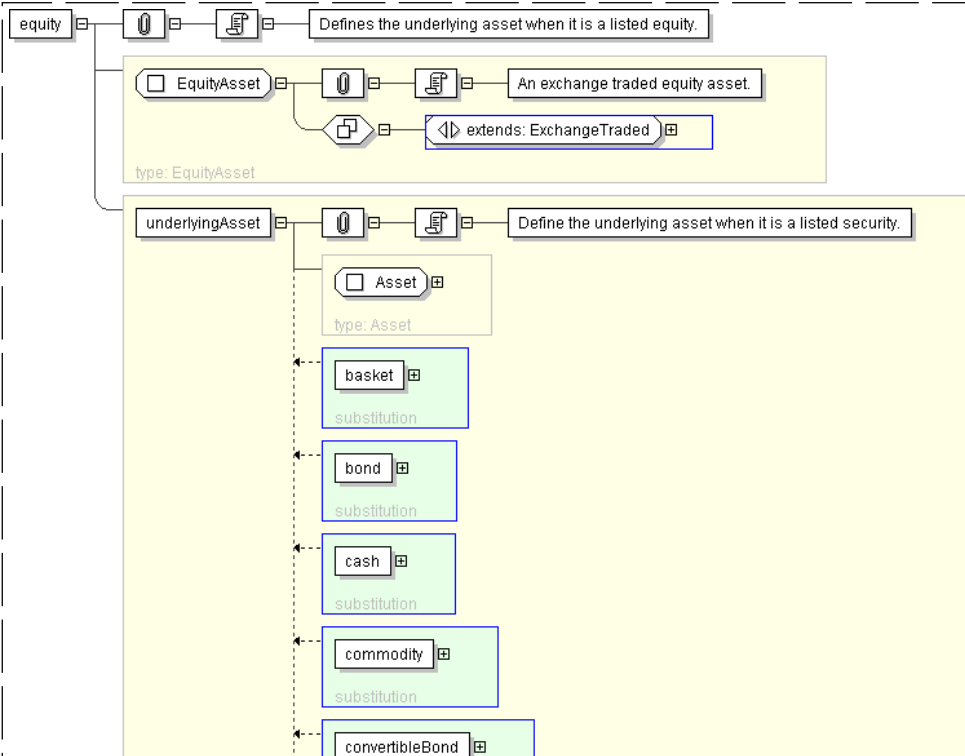 equity
Defines the underlying asset when it is a listed equity.
EquityAsset
An exchange traded equity asset.
extends: ExchangeTraded
type: EquityAsset
underlyingAsset
Define the underlying asset when it is a listed security.
Asset
type: Asset
basket
substitution
bond
substitution
cash
substitution
commodity
substitution
convertibleBond